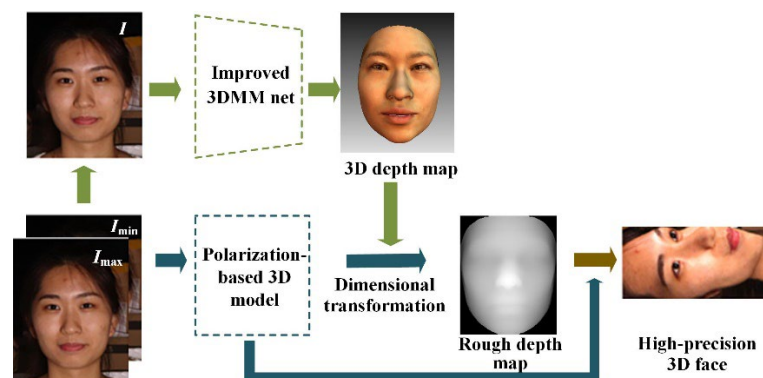 I
Improved
3DMM net
3D depth map
Imin
Imax
Polarization-
based 3D
model
Dimensional
transformation
Rough depth
map
High-precision
3D face